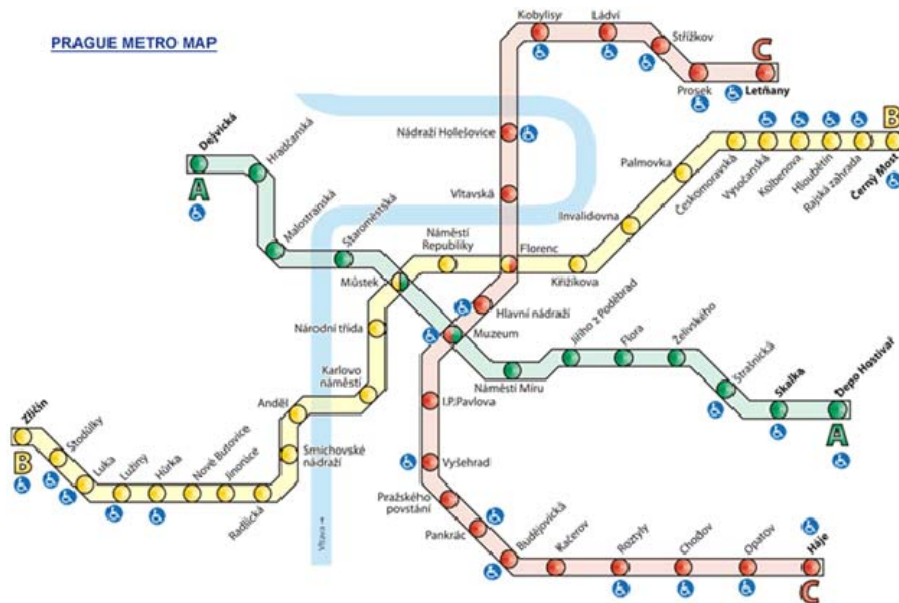 PRAGUE METRO MAP
Kobylisy
Ládví
Střížkov
C
Prosek
Letňany
Nádraží Holešovice
Dejvická
Hradčanská
A
Vltavská
Palmovka
Českomoravská
Vysočanská
Kolbenova
Hloubětín
Rajská zahrada
B
Černý Most
Malostranská
Staroměstská
Náměstí
Republiky
Invalidovna
Florenc
Křižíkova
Můstek
Hlavní nádraží
Národní třída
Muzeum
Jiřího z Poděbrad
Flora
Želivského
Strašnická
Skalka
Depo Hostivař
A
Náměstí Míru
Karlovo
náměstí
I.P.Pavlova
Anděl
Zličín
B
Stodůlky
Luka
Lužiny
Hůrka
Nové Butovice
Jinonice
Radlická
Smíchovské
nádraží
Vyšehrad
Pražského
povstání
Pankrác
Budějovická
Kačerov
Roztyly
Chodov
Opatov
Háje
C
Vltava